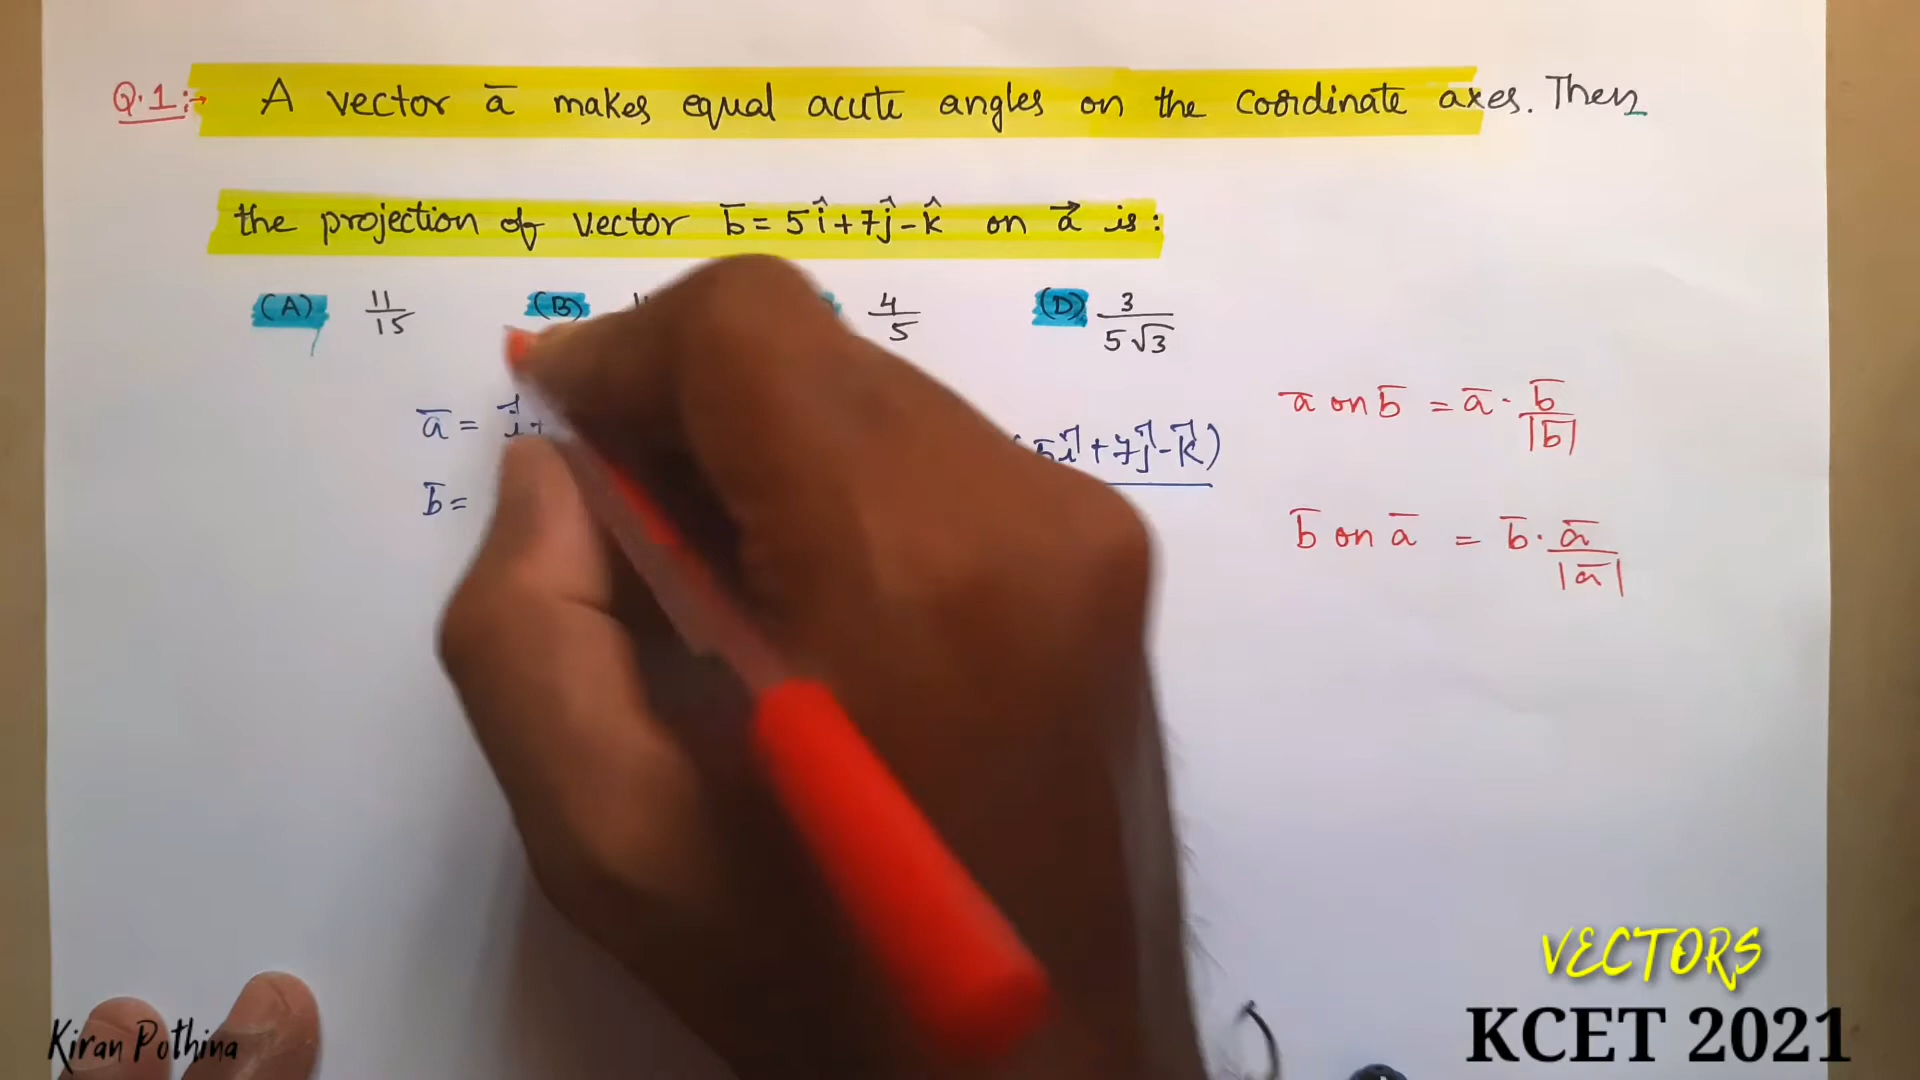 Q.1:→ A vector a̅ makes equal acute angles on the coordinate axes. Then
the projection of vector b̅ = 5î+7ĵ-k̂ on a⃗ is:
(A) 11/15 (B) 4/5 (D) 3/5√3
a̅ = î+
b̅ =
5î+7ĵ-k̂)
a̅ on b̅ = a̅ · b̅/|b̅|
b̅ on a̅ = b̅ · a̅/|a̅|
VECTORS
KCET 2021
Kiran Pothina